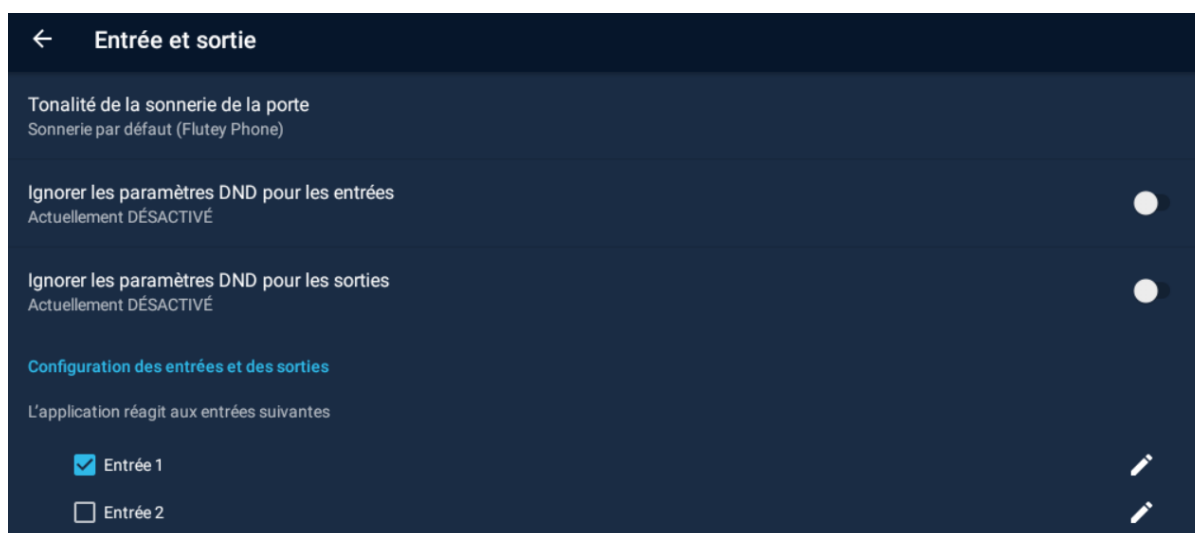 Entrée et sortie
Tonalité de la sonnerie de la porte
Sonnerie par défaut (Flutey Phone)
Ignorer les paramètres DND pour les entrées
Actuellement DÉSACTIVÉ
Ignorer les paramètres DND pour les sorties
Actuellement DÉSACTIVÉ
Configuration des entrées et des sorties
L'application réagit aux entrées suivantes
Entrée 1
Entrée 2